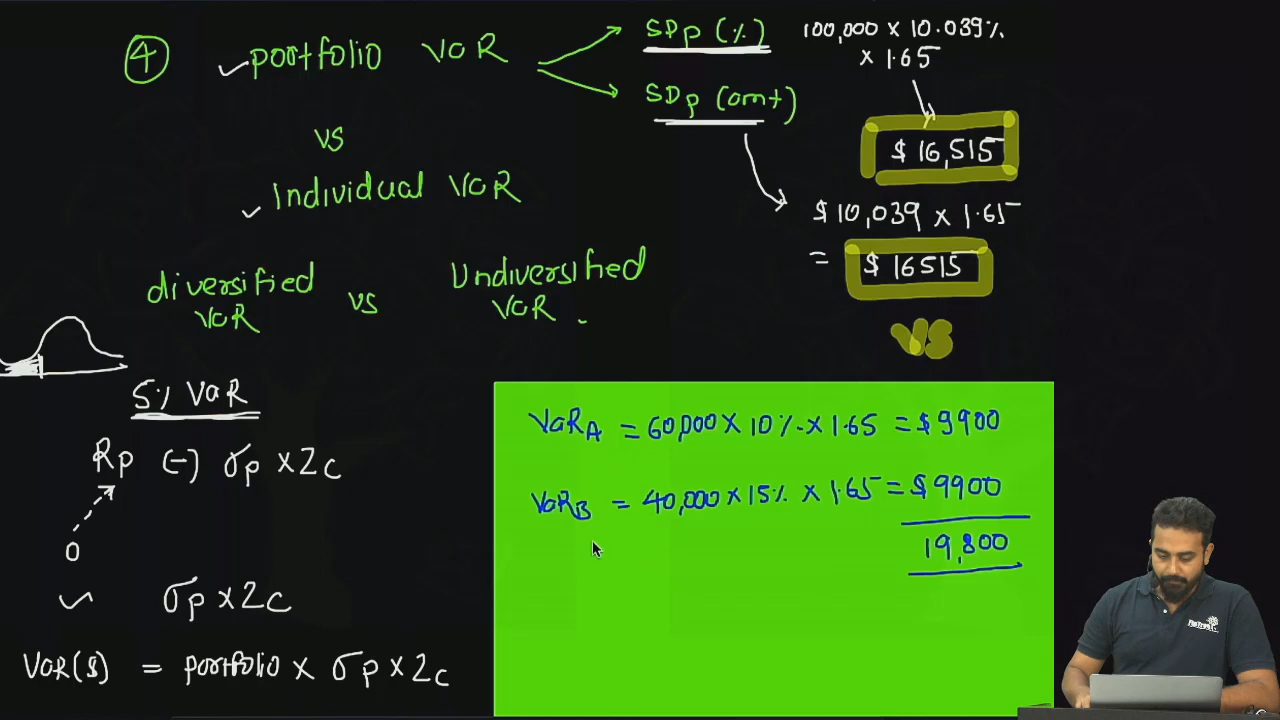 ④ portfolio VaR
SDp (%)
SDp (amt)
100,000 x 10.039%
x 1.65
$ 16,515
VS
individual VaR
$10,039 x 1.65
= $ 16515
diversified VaR vs Undiversified VaR.
VS
5% VaR
Rp (-) σp x Zc
0
σp x Zc
VaR($) = portfolio x σp x Zc
VaRA = 60,000 x 10% x 1.65 = $9900
VaRB = 40,000 x 15% x 1.65 = $9900
19,800